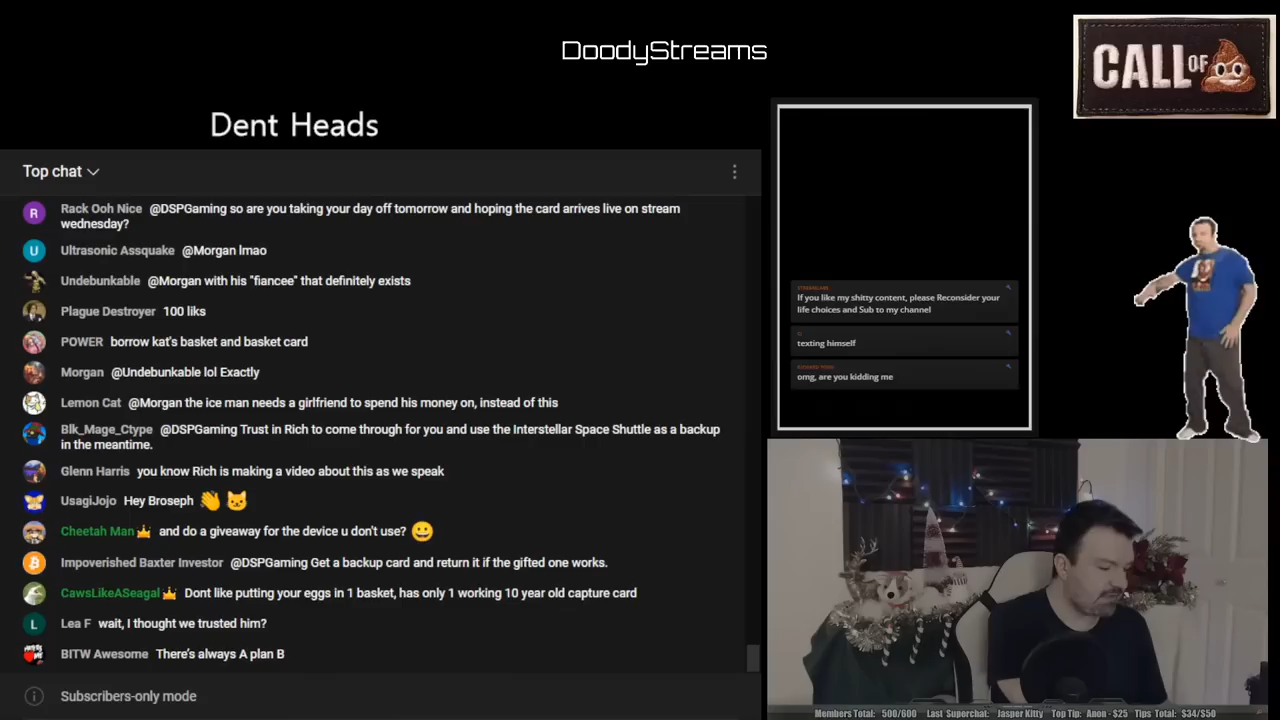 DoodyStreams
CALL OF
Dent Heads
Top chat
Rack Ooh Nice @DSPGaming so are you taking your day off tomorrow and hoping the card arrives live on stream
wednesday?
Ultrasonic Assquake @Morgan lmao
Undebunkable @Morgan with his "fiancee" that definitely exists
Plague Destroyer 100 likes
POWER borrow kat's basket and basket card
Morgan @Undebunkable lol Exactly
Lemon Cat @Morgan the ice man needs a girlfriend to spend his money on, instead of this
Blk_Mage_Ctype @DSPGaming Trust in Rich to come through for you and use the Interstellar Space Shuttle as a backup
in the meantime.
Glenn Harris you know Rich is making a video about this as we speak
UsagiJojo Hey Broseph 👋 🐱
Cheetah Man and do a giveaway for the device u don't use? 😀
Impoverished Baxter Investor @DSPGaming Get a backup card and return it if the gifted one works.
CawsLikeASeagal Dont like putting your eggs in 1 basket, has only 1 working 10 year old capture card
Lea F wait, I thought we trusted him?
BITW Awesome There's always A plan B
Subscribers-only mode
STREAMLABS
If you like my shitty content, please Reconsider your
life choices and Sub to my channel
texting himself
omg, are you kidding me
Members Total: 500/600 Last Superchat: Jasper Kitty Top Tip: Anon - $25 Tips Total: $34/$50